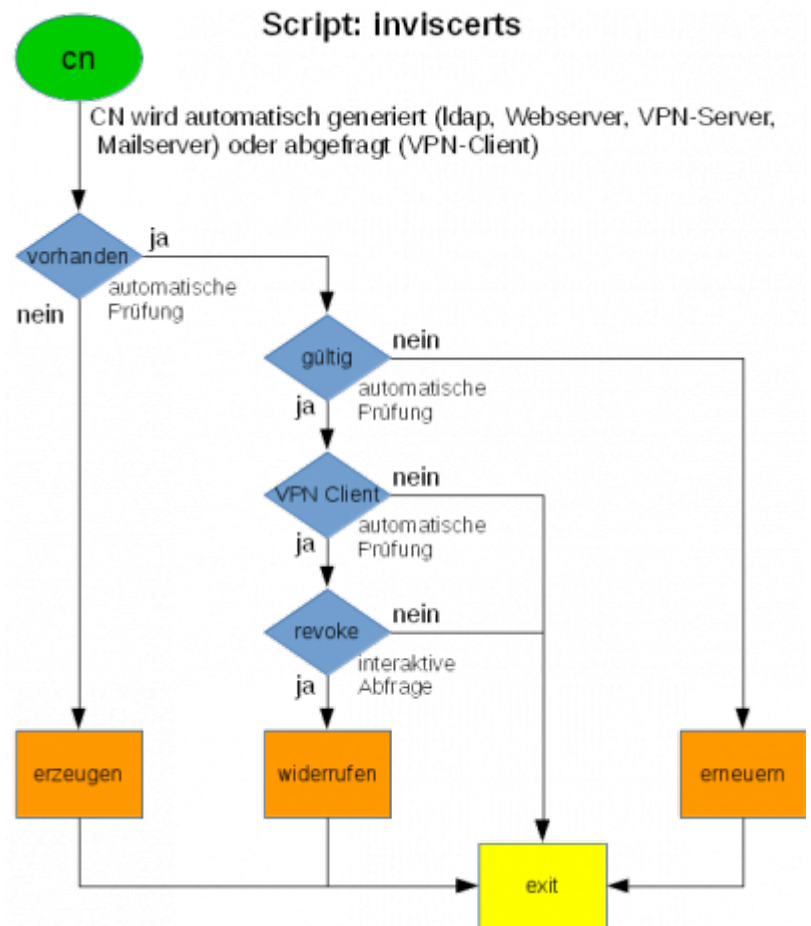 Script: inviscerts
cn
CN wird automatisch generiert (ldap, Webserver, VPN-Server,
Mailserver) oder abgefragt (VPN-Client)
vorhanden
ja
automatische
Prüfung
nein
gültig
nein
automatische
Prüfung
ja
VPN Client
nein
automatische
Prüfung
ja
revoke
nein
interaktive
Abfrage
ja
erzeugen
widerrufen
erneuern
exit